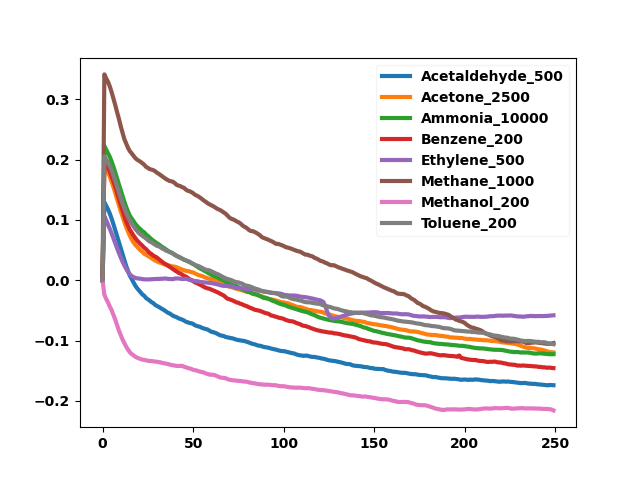 Acetaldehyde_500
Acetone_2500
Ammonia_10000
Benzene_200
Ethylene_500
Methane_1000
Methanol_200
Toluene_200
0.3
0.2
0.1
0.0
−0.1
−0.2
0 50 100 150 200 250